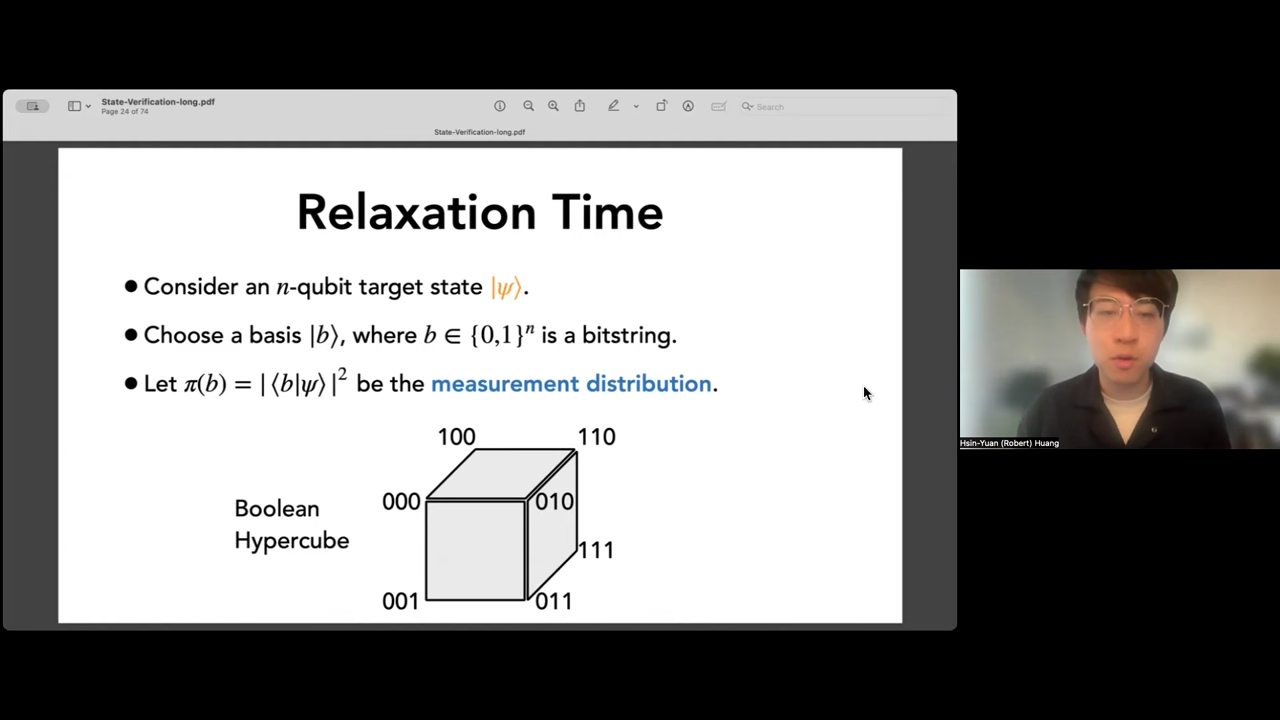 State-Verification-long.pdf
Page 24 of 74
Search
State-Verification-long.pdf
Relaxation Time
● Consider an n-qubit target state |ψ⟩.
● Choose a basis |b⟩, where b ∈ {0,1}ⁿ is a bitstring.
● Let π(b) = |⟨b|ψ⟩|² be the measurement distribution.
100 110
000 010
Boolean
Hypercube
111
001 011
Hsin-Yuan (Robert) Huang